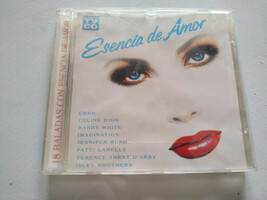 Esencia de Amor
CHER
CELINE DION
BARRY WHITE
IMAGINATION
JENNIFER RUSH
PATTI LABELLE
TERENCE TRENT D'ARBY
ISLEY BROTHERS
18 BALADAS CON ESENCIA DE AMOR